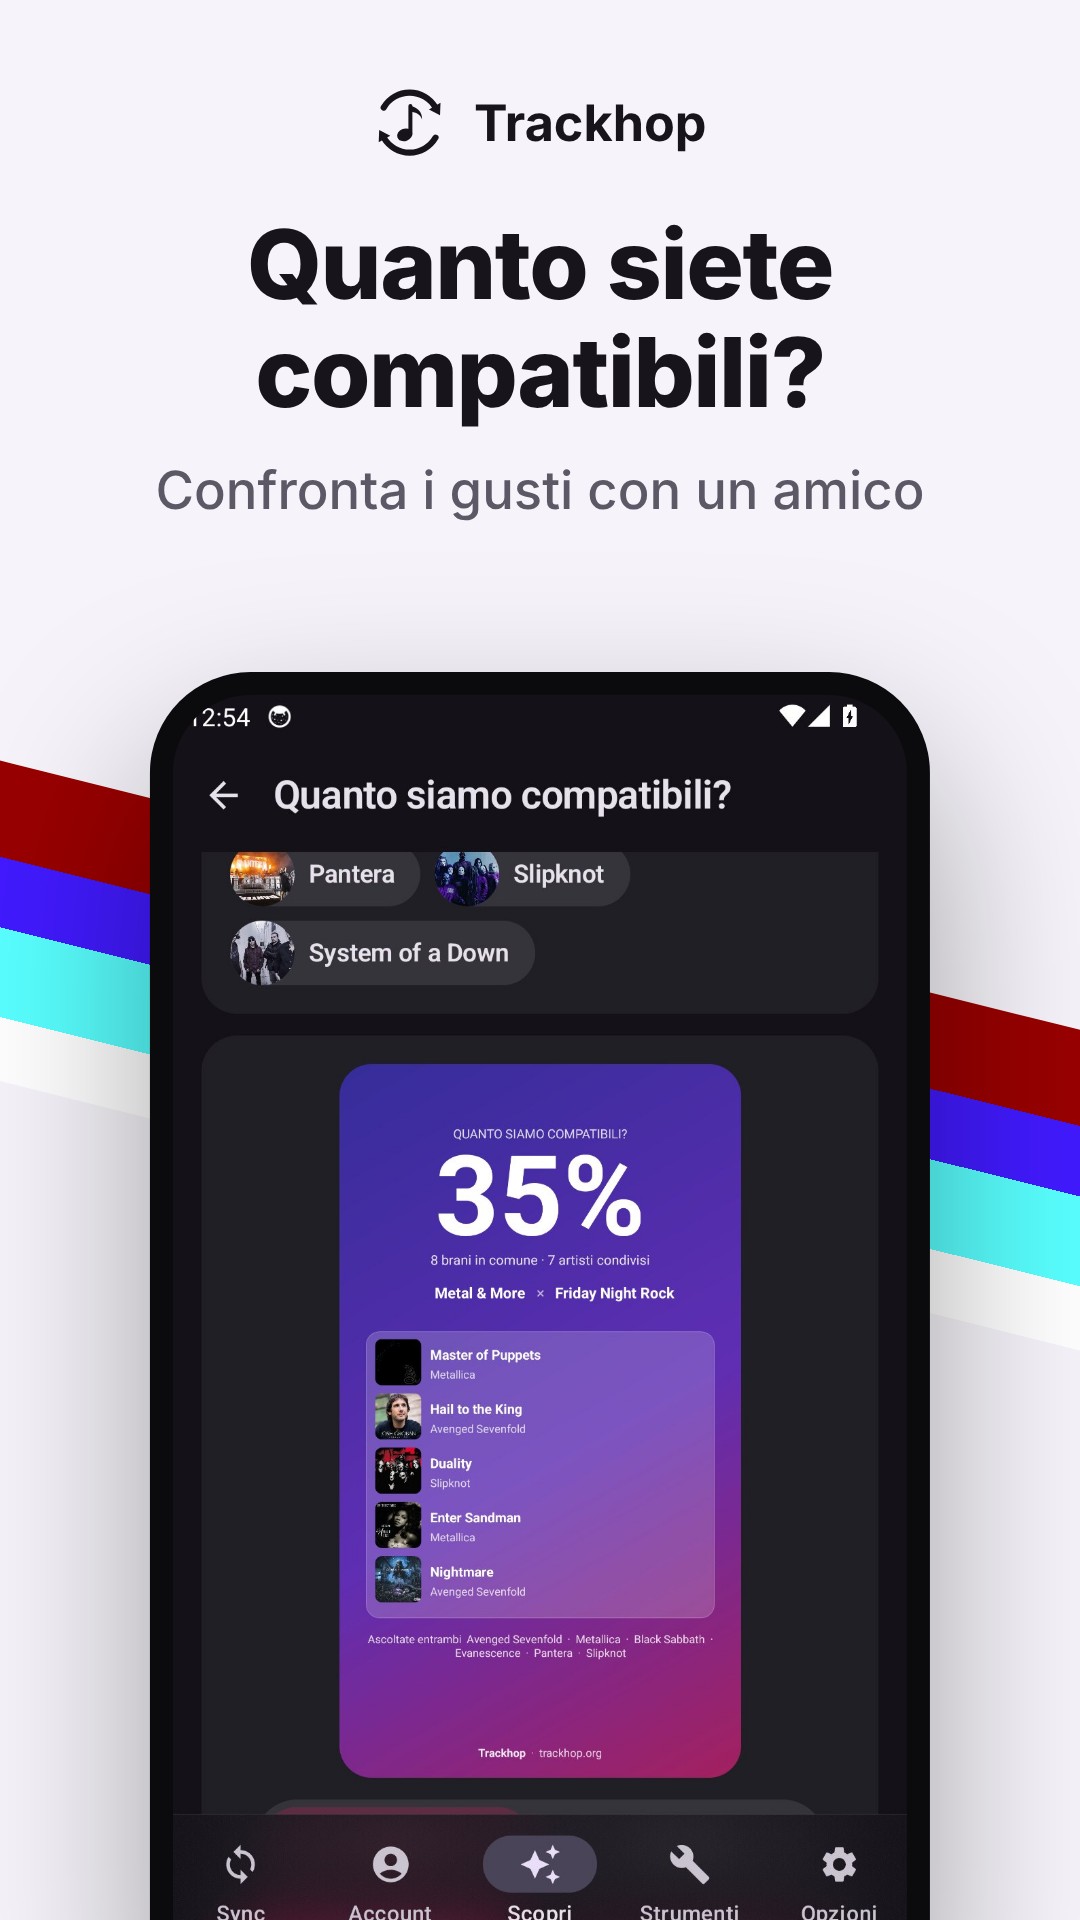 Trackhop
Quanto siete
compatibili?
Confronta i gusti con un amico
12:54
Quanto siamo compatibili?
Pantera
Slipknot
System of a Down
QUANTO SIAMO COMPATIBILI?
35%
8 brani in comune · 7 artisti condivisi
Metal & More × Friday Night Rock
Master of Puppets
Metallica
Hail to the King
Avenged Sevenfold
Duality
Slipknot
Enter Sandman
Metallica
Nightmare
Avenged Sevenfold
Ascoltate entrambi Avenged Sevenfold · Metallica · Black Sabbath ·
Evanescence · Pantera · Slipknot
Trackhop · trackhop.org
Sync
Account
Scopri
Strumenti
Opzioni